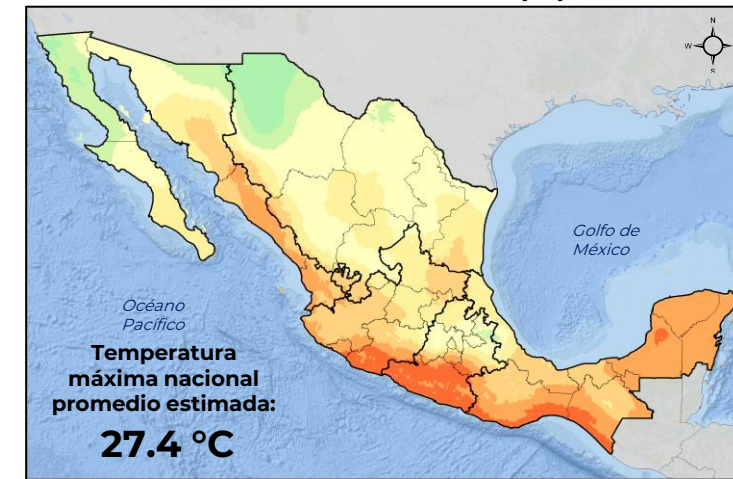 N
W
S
Golfo de
México
Océano
Pacífico
Temperatura
máxima nacional
promedio estimada:
27.4 °C